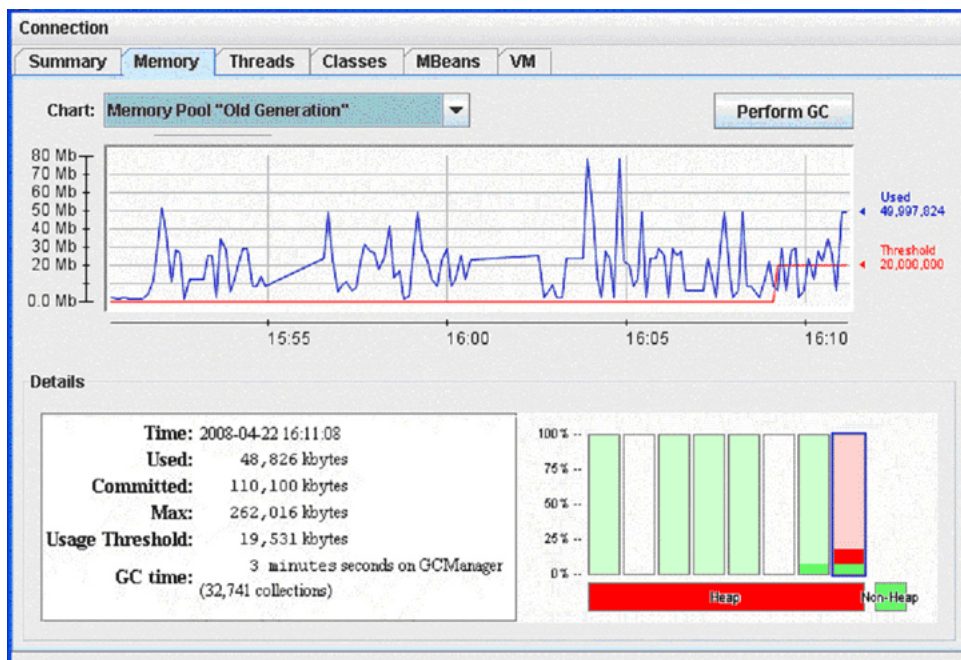 Connection
Summary Memory Threads Classes MBeans VM
Chart: Memory Pool "Old Generation" Perform GC
80 Mb
70 Mb
60 Mb
50 Mb
40 Mb
30 Mb
20 Mb
0.0 Mb
Used
49,997,824
Threshold
20,000,000
15:55 16:00 16:05 16:10
Details
Time: 2008-04-22 16:11:08
Used: 48,826 kbytes
Committed: 110,100 kbytes
Max: 262,016 kbytes
Usage Threshold: 19,531 kbytes
GC time: 3 minutes seconds on GCManager
(32,741 collections)
100% --
75% --
50% --
25% --
0% --
Heap Non-Heap